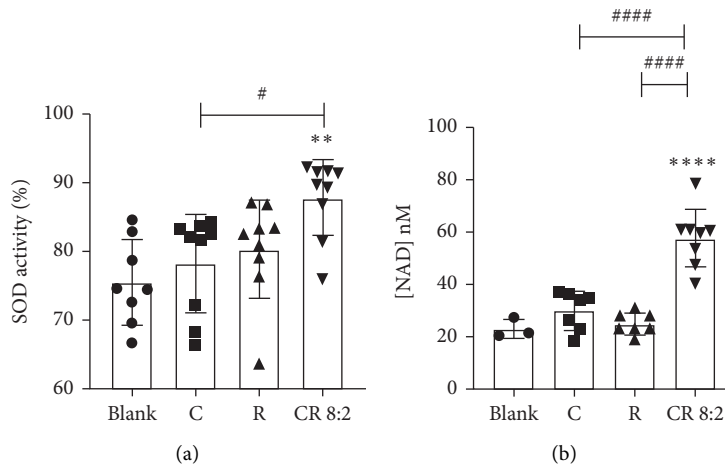 #
**
100
90
80
70
60
SOD activity (%)
Blank
C
R
CR 8:2
(a)
####
####
****
100
80
60
40
20
0
[NAD] nM
Blank
C
R
CR 8:2
(b)